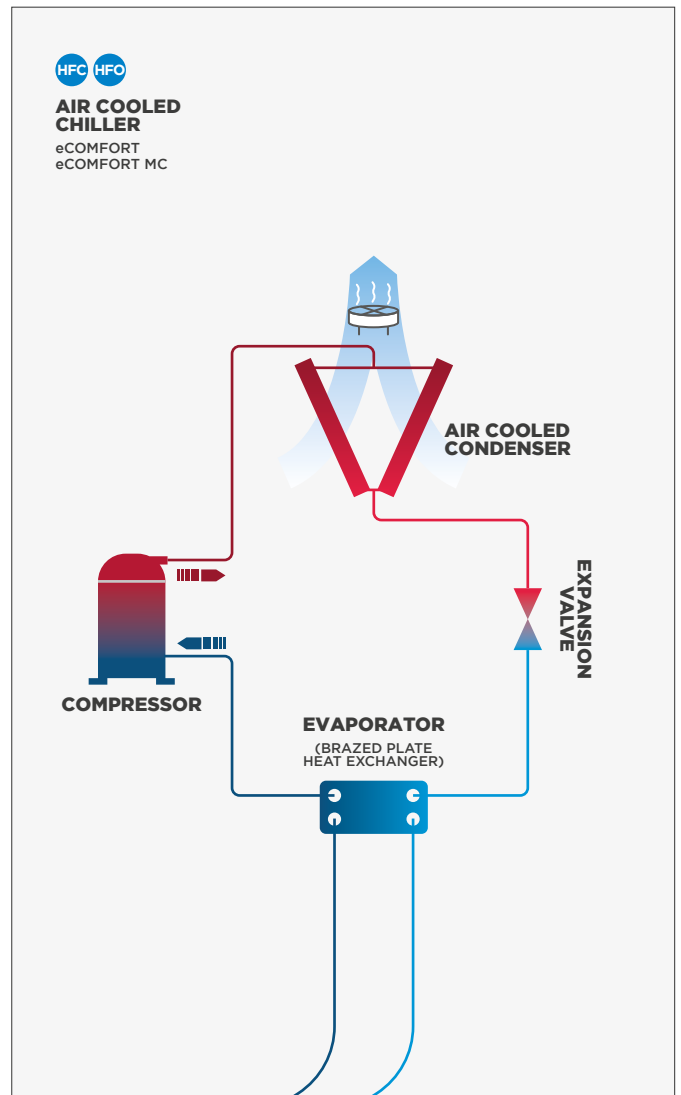 HFC HFO
AIR COOLED
CHILLER
eCOMFORT
eCOMFORT MC
AIR COOLED
CONDENSER
EXPANSION
VALVE
COMPRESSOR
EVAPORATOR
(BRAZED PLATE
HEAT EXCHANGER)